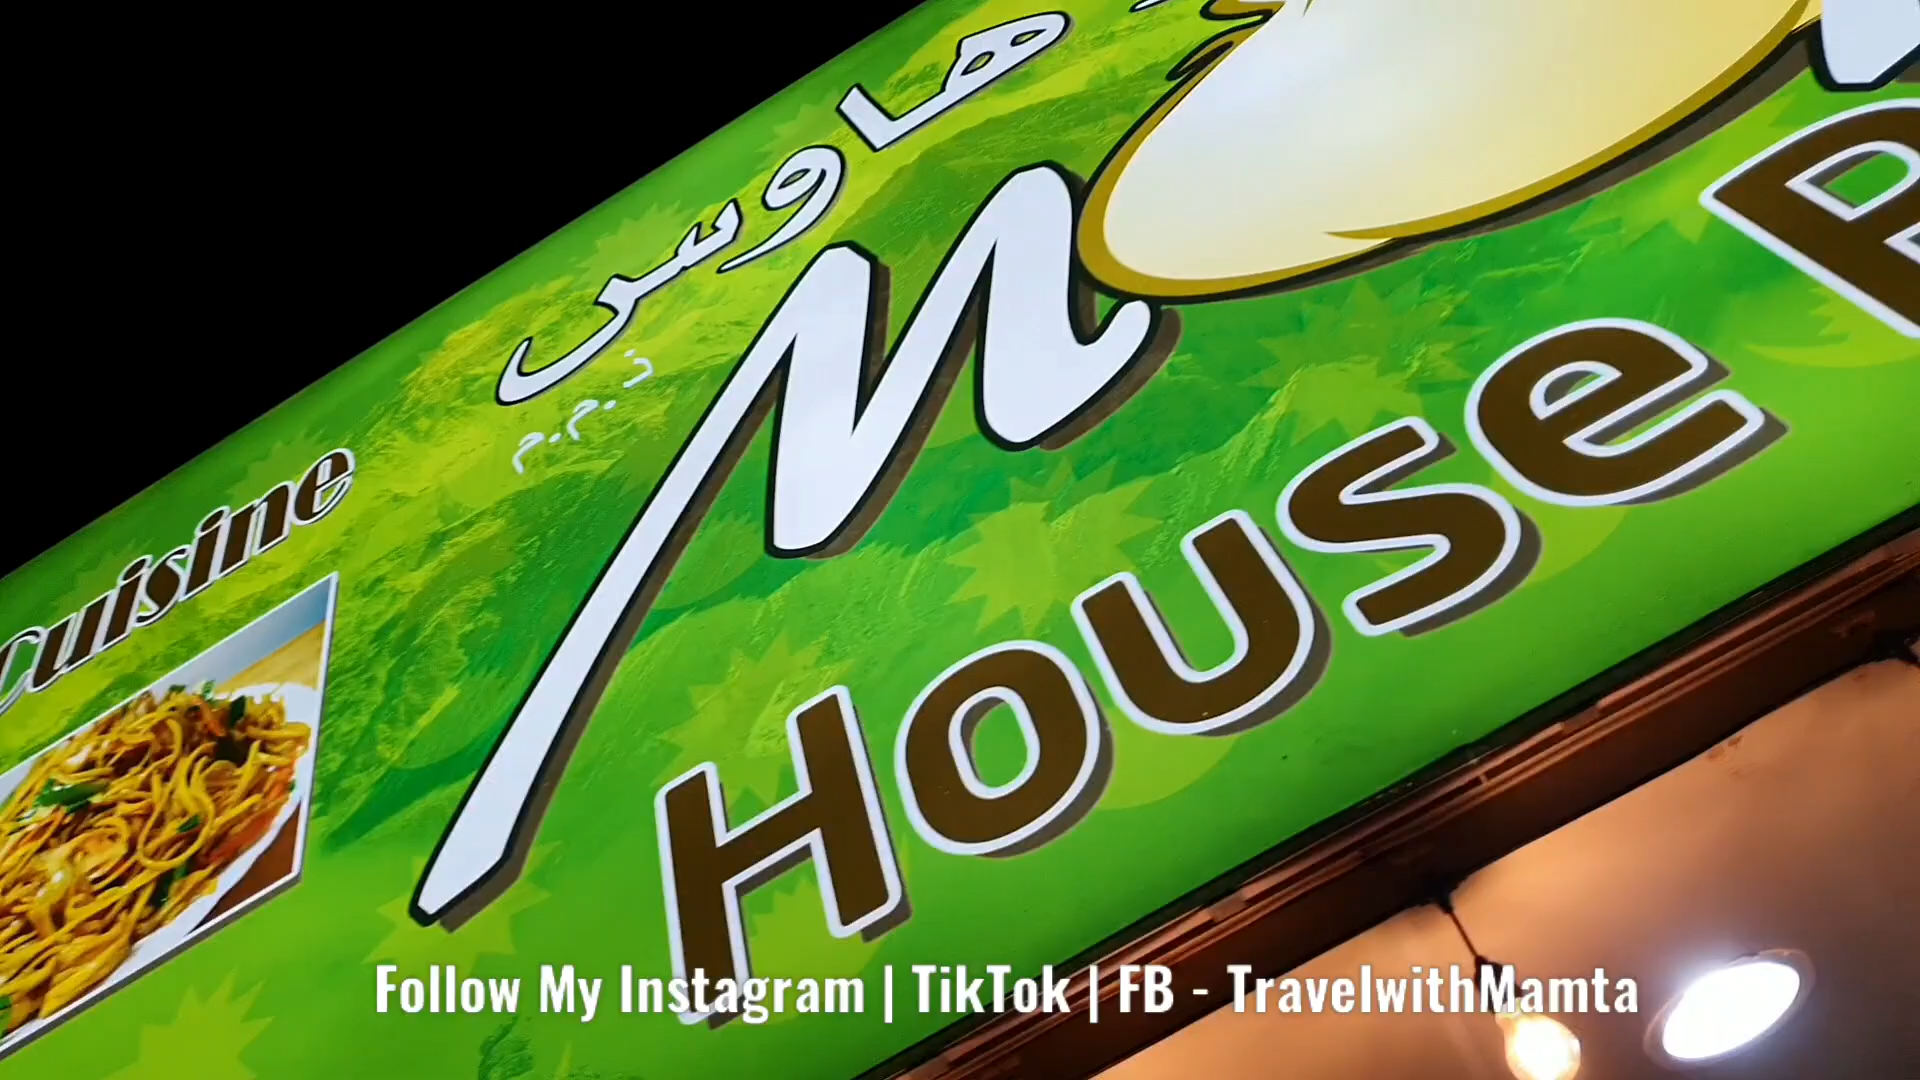 هاوس
ذ.م.م
Cuisine
M
House
Follow My Instagram | TikTok | FB - TravelwithMamta